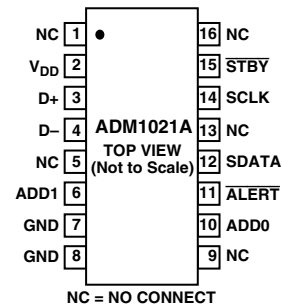 NC 1 16 NC
VDD 2 15 STBY
D+ 3 14 SCLK
D– 4 ADM1021A 13 NC
TOP VIEW
NC 5 (Not to Scale) 12 SDATA
ADD1 6 11 ALERT
GND 7 10 ADD0
GND 8 9 NC
NC = NO CONNECT